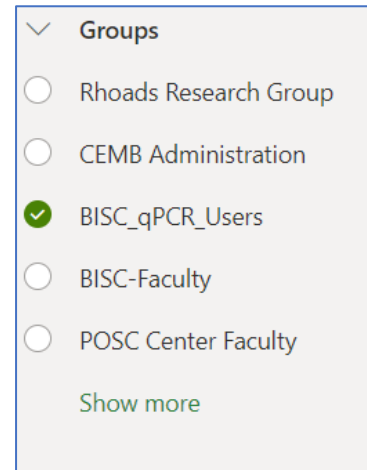 Groups
Rhoads Research Group
CEMB Administration
BISC_qPCR_Users
BISC-Faculty
POSC Center Faculty
Show more